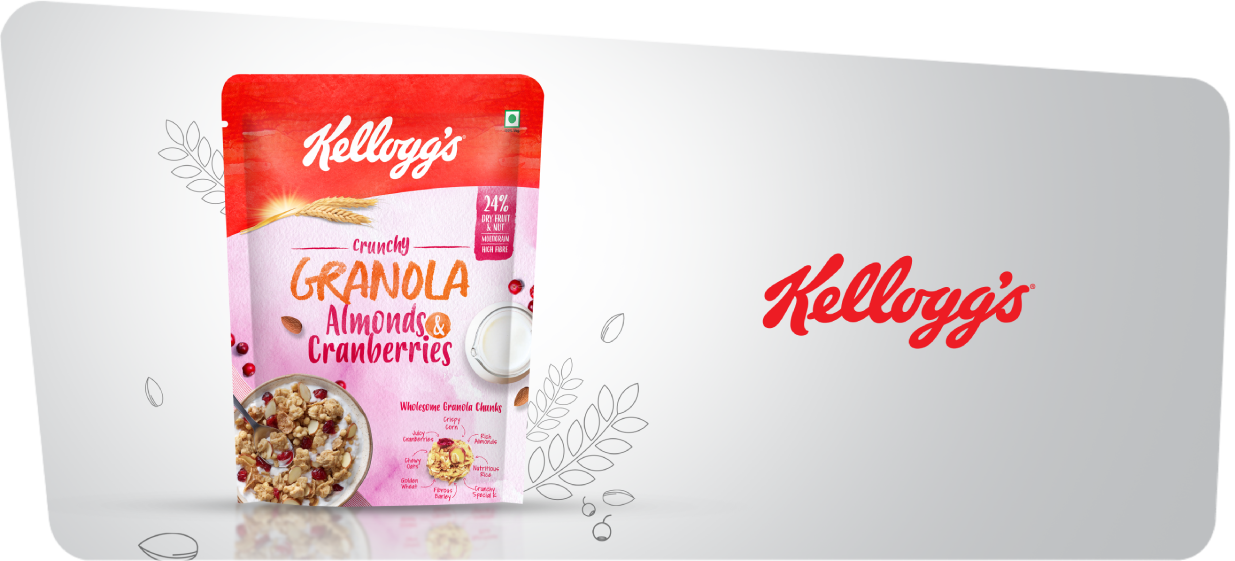 Kellogg's
24%
DRY FRUIT
& NUT
MULTIGRAIN
HIGH FIBRE
Crunchy
GRANOLA
Almonds &
Cranberries
Wholesome Granola Chunks
Crispy
Corn
Juicy
Cranberries
Rich
Almonds
Chewy
Oats
Nutritious
Rice
Golden
Wheat
Fibrous
Barley
Crunchy
Special K
Kellogg's